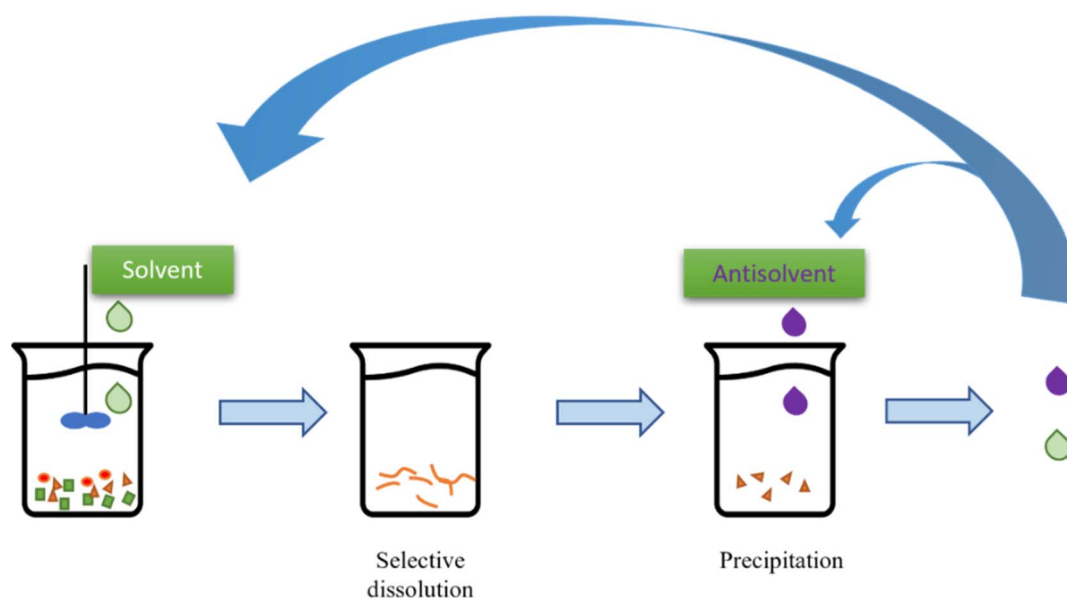 Solvent
Antisolvent
Selective
dissolution
Precipitation